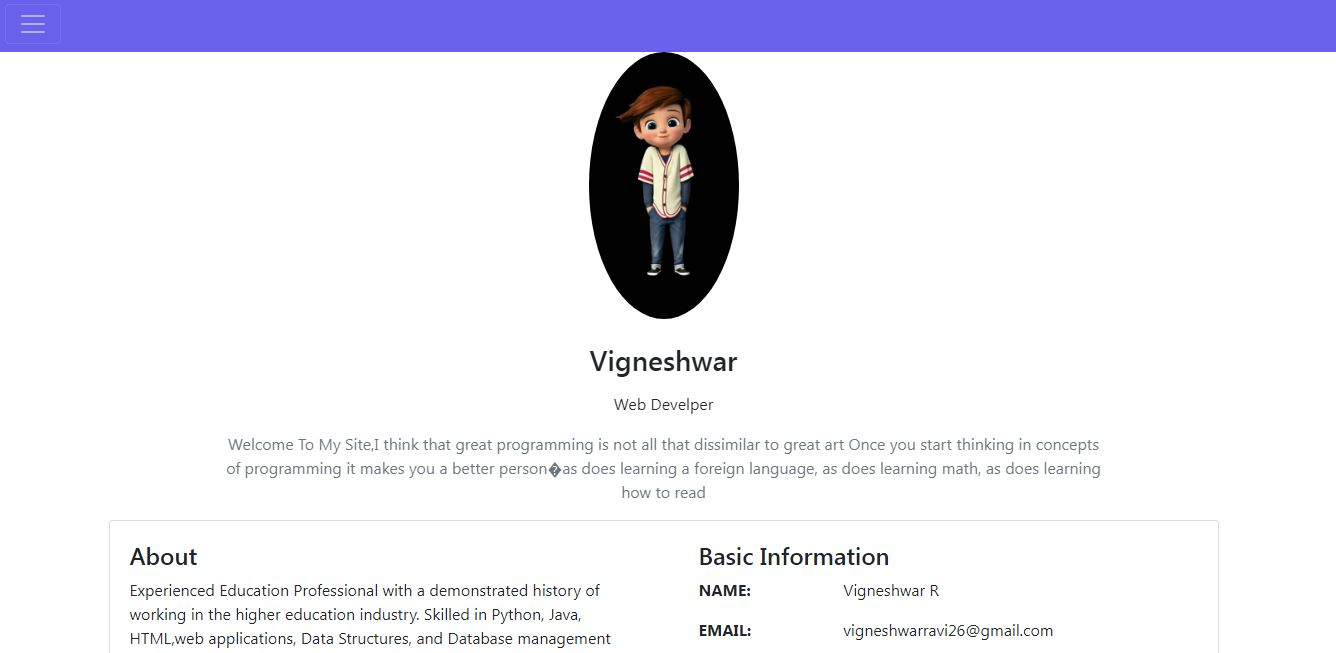 Vigneshwar
Web Develper
Welcome To My Site,I think that great programming is not all that dissimilar to great art Once you start thinking in concepts
of programming it makes you a better person�as does learning a foreign language, as does learning math, as does learning
how to read
About
Experienced Education Professional with a demonstrated history of
working in the higher education industry. Skilled in Python, Java,
HTML,web applications, Data Structures, and Database management
Basic Information
NAME: Vigneshwar R
EMAIL: vigneshwarravi26@gmail.com